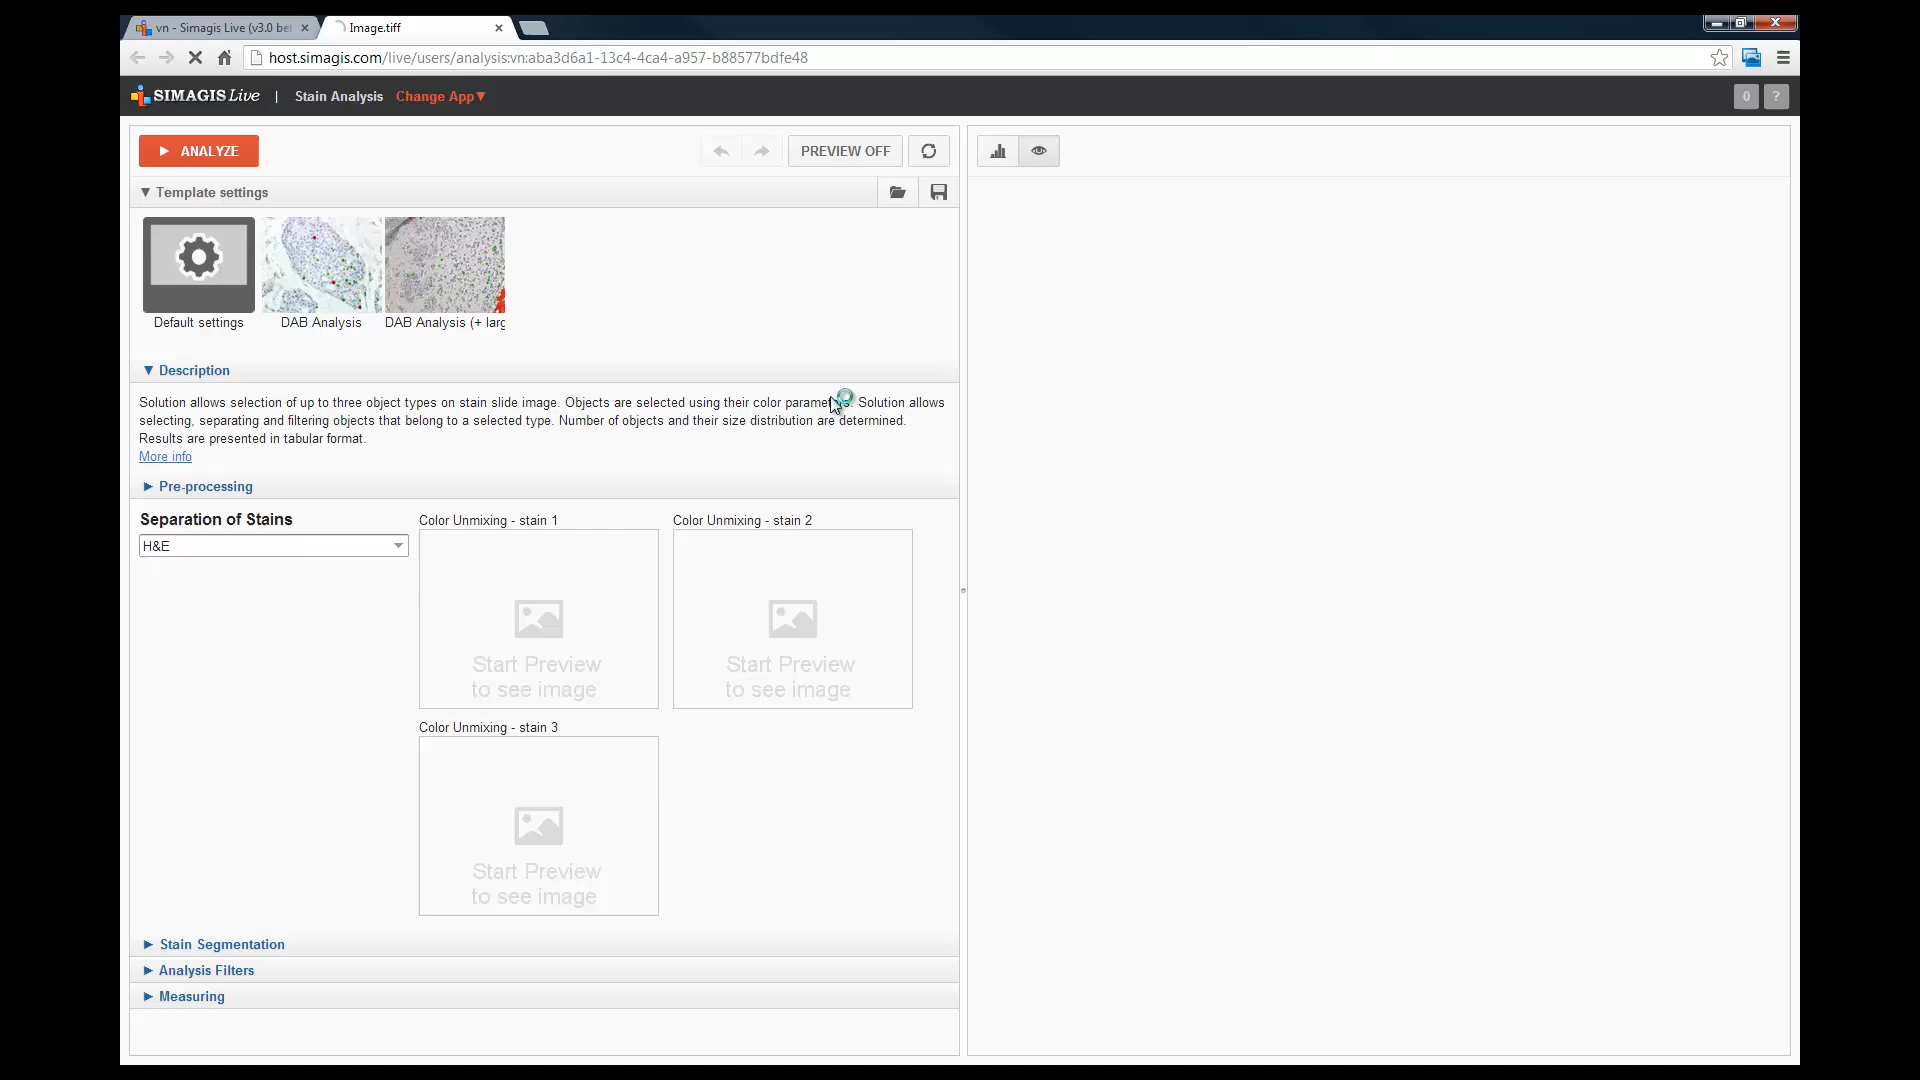 vn - Simagis Live (v3.0 bet
Image.tiff
host.simagis.com/live/users/analysis:vn:aba3d6a1-13c4-4ca4-a957-b88577bdfe48
SIMAGIS Live | Stain Analysis Change App▼ 0 ?
ANALYZE PREVIEW OFF
Template settings
Default settings DAB Analysis DAB Analysis (+ larg
Description
Solution allows selection of up to three object types on stain slide image. Objects are selected using their color parameters. Solution allows
selecting, separating and filtering objects that belong to a selected type. Number of objects and their size distribution are determined.
Results are presented in tabular format.
More info
Pre-processing
Separation of Stains
H&E
Color Unmixing - stain 1
Start Preview
to see image
Color Unmixing - stain 2
Start Preview
to see image
Color Unmixing - stain 3
Start Preview
to see image
Stain Segmentation
Analysis Filters
Measuring